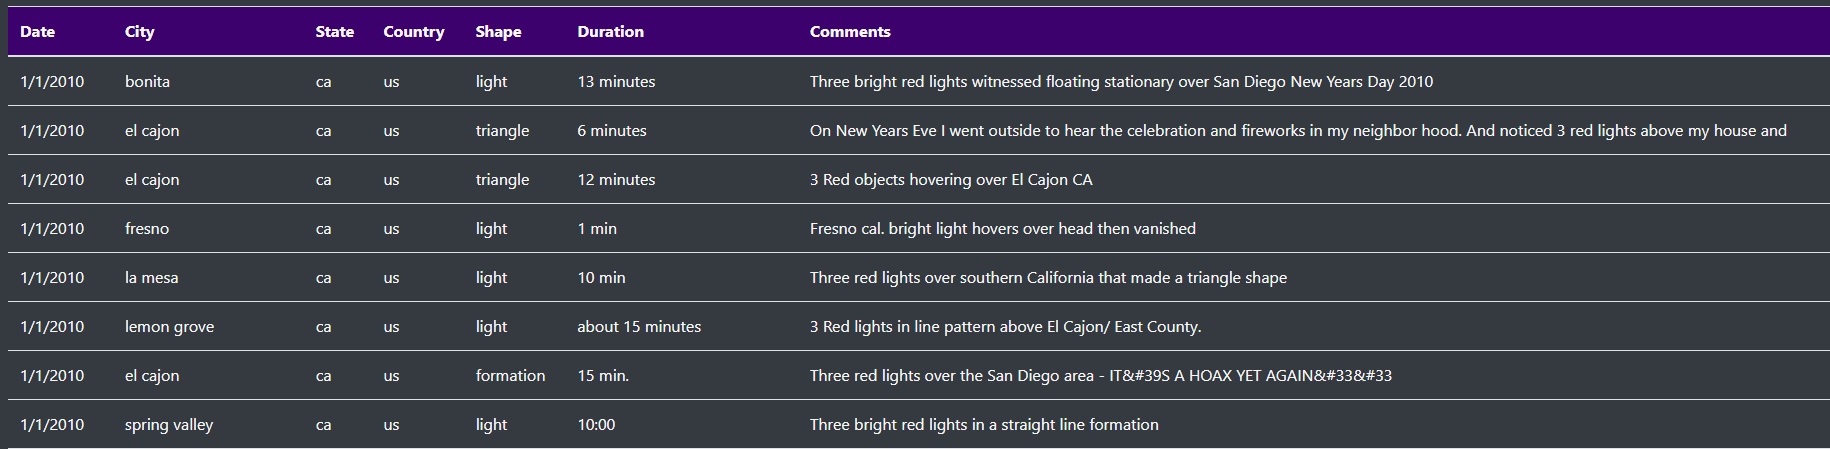 Date City State Country Shape Duration Comments
1/1/2010 bonita ca us light 13 minutes Three bright red lights witnessed floating stationary over San Diego New Years Day 2010
1/1/2010 el cajon ca us triangle 6 minutes On New Years Eve I went outside to hear the celebration and fireworks in my neighbor hood. And noticed 3 red lights above my house and
1/1/2010 el cajon ca us triangle 12 minutes 3 Red objects hovering over El Cajon CA
1/1/2010 fresno ca us light 1 min Fresno cal. bright light hovers over head then vanished
1/1/2010 la mesa ca us light 10 min Three red lights over southern California that made a triangle shape
1/1/2010 lemon grove ca us light about 15 minutes 3 Red lights in line pattern above El Cajon/ East County.
1/1/2010 el cajon ca us formation 15 min. Three red lights over the San Diego area - IT&#39S A HOAX YET AGAIN&#33&#33
1/1/2010 spring valley ca us light 10:00 Three bright red lights in a straight line formation